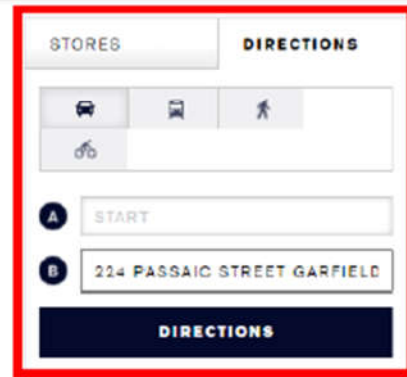 STORES DIRECTIONS
A START
B 224 PASSAIC STREET GARFIELD
DIRECTIONS